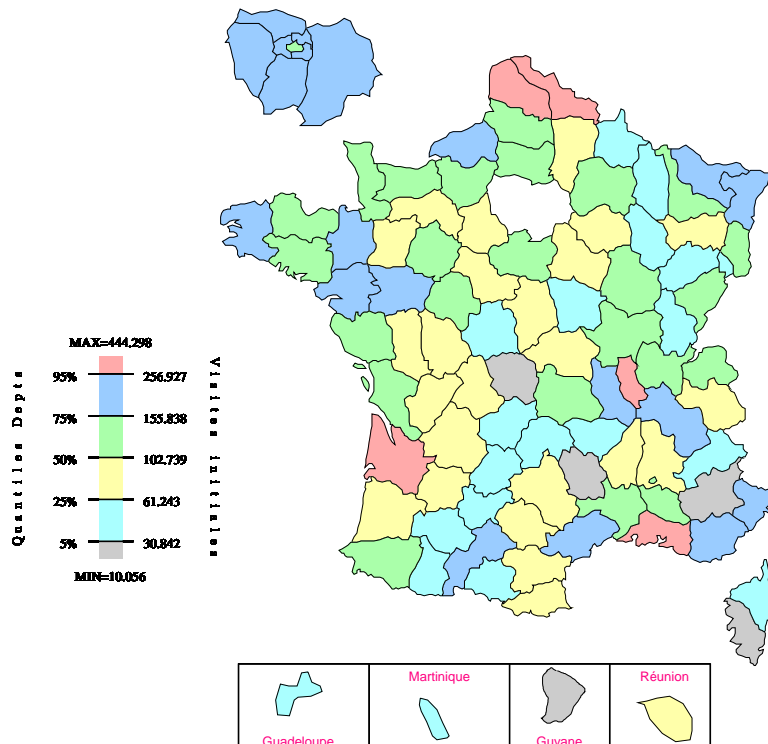 MAX=444.298
95% 256.927
75% 155.838
50% 102.739
25% 61.243
5% 30.842
MIN=10.056
Quantiles Depts
Visites initiales
Martinique
Réunion
Guadeloupe
Guyane